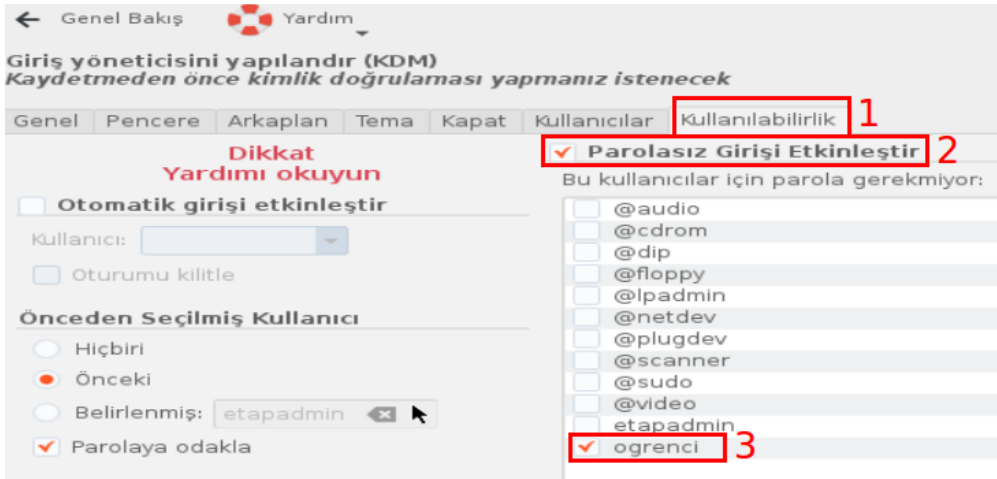 Genel Bakış Yardım
Giriş yöneticisini yapılandır (KDM)
Kaydetmeden önce kimlik doğrulaması yapmanız istenecek
Genel Pencere Arkaplan Tema Kapat Kullanıcılar Kullanılabilirlik 1
Dikkat
Yardımı okuyun
Otomatik girişi etkinleştir
Kullanıcı:
Oturumu kilitle
Önceden Seçilmiş Kullanıcı
Hiçbiri
Önceki
Belirlenmiş: etapadmin
Parolaya odakla
Parolasız Girişi Etkinleştir 2
Bu kullanıcılar için parola gerekmiyor:
@audio
@cdrom
@dip
@floppy
@lpadmin
@netdev
@plugdev
@scanner
@sudo
@video
etapadmin
ogrenci 3